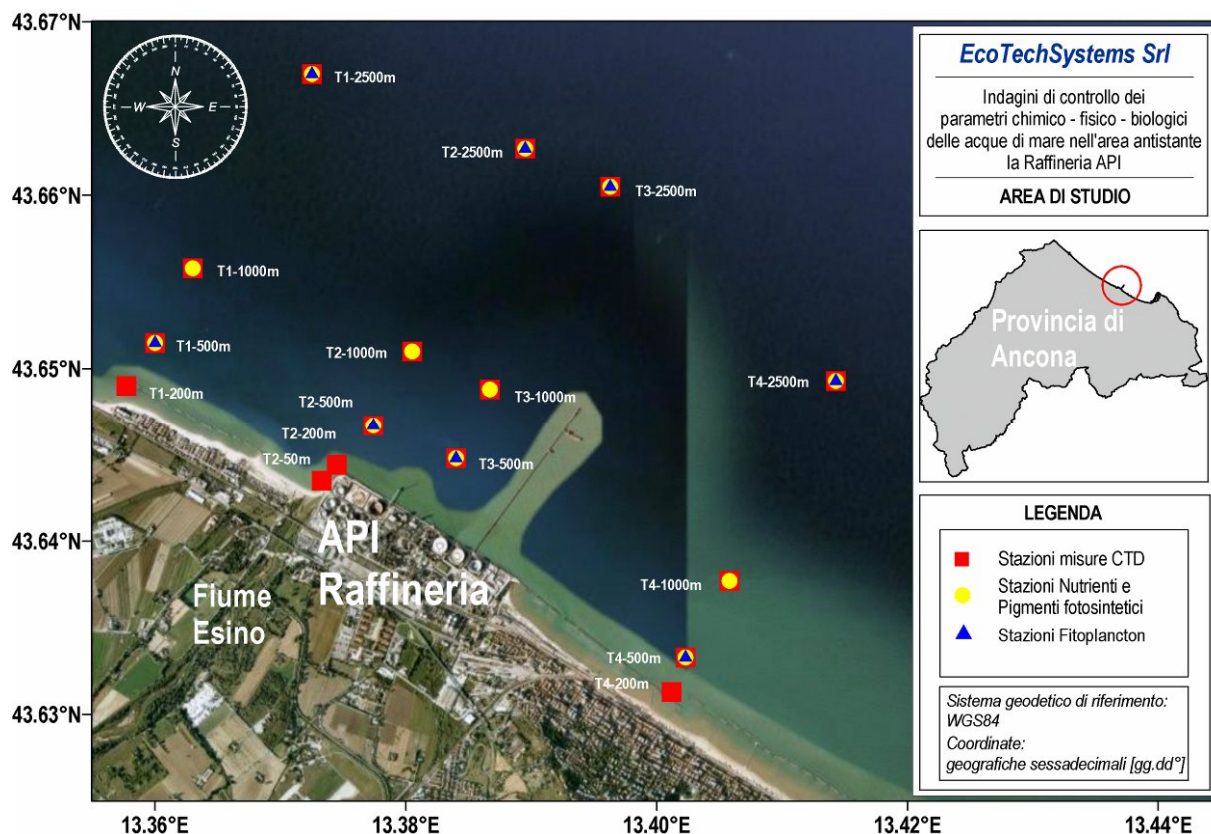 43.67°N
43.66°N
43.65°N
43.64°N
43.63°N
13.36°E
13.38°E
13.40°E
13.42°E
13.44°E
N
W
E
S
T1-2500m
T2-2500m
T3-2500m
T1-1000m
T1-500m
T2-1000m
T4-2500m
T1-200m
T3-1000m
T2-500m
T2-200m
T2-50m
T3-500m
API
Raffineria
Fiume
Esino
T4-1000m
T4-500m
T4-200m
EcoTechSystems Srl
Indagini di controllo dei
parametri chimico - fisico - biologici
delle acque di mare nell'area antistante
la Raffineria API
AREA DI STUDIO
Provincia di
Ancona
LEGENDA
Stazioni misure CTD
Stazioni Nutrienti e
Pigmenti fotosintetici
Stazioni Fitoplancton
Sistema geodetico di riferimento:
WGS84
Coordinate:
geografiche sessadecimali [gg.dd°]